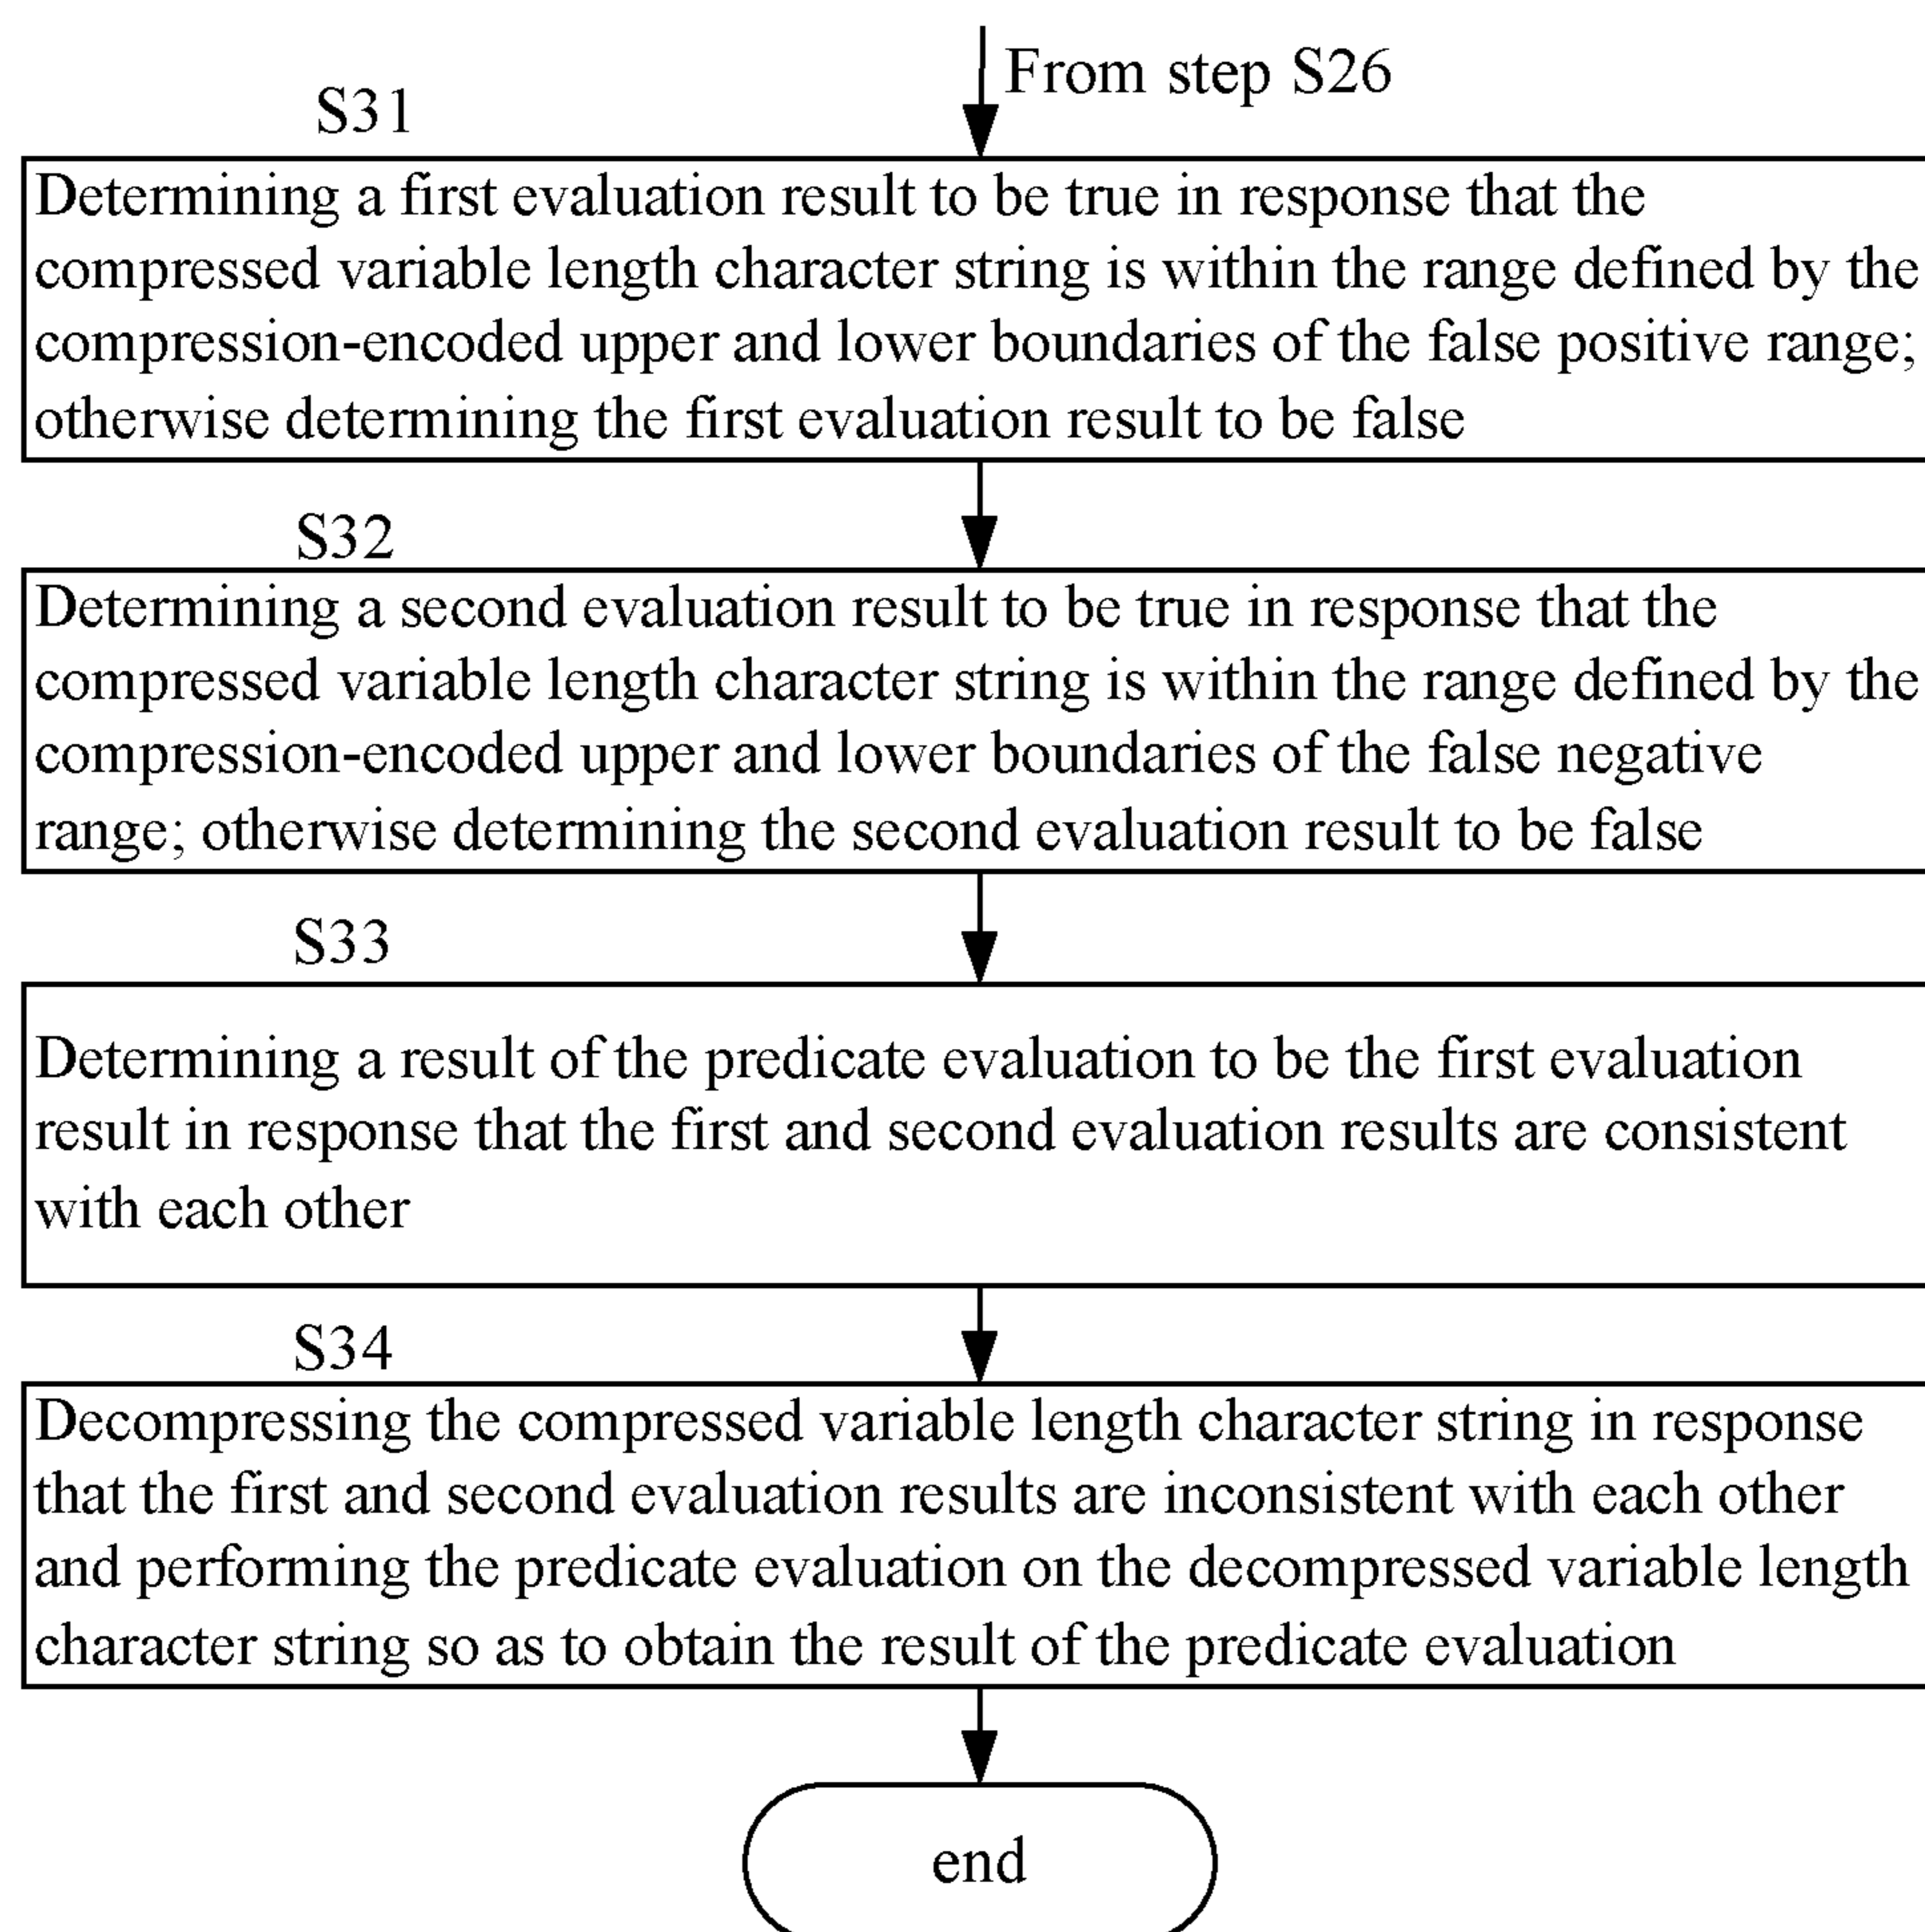 From step S26
S31
Determining a first evaluation result to be true in response that the
compressed variable length character string is within the range defined by the
compression-encoded upper and lower boundaries of the false positive range;
otherwise determining the first evaluation result to be false
S32
Determining a second evaluation result to be true in response that the
compressed variable length character string is within the range defined by the
compression-encoded upper and lower boundaries of the false negative
range; otherwise determining the second evaluation result to be false
S33
Determining a result of the predicate evaluation to be the first evaluation
result in response that the first and second evaluation results are consistent
with each other
S34
Decompressing the compressed variable length character string in response
that the first and second evaluation results are inconsistent with each other
and performing the predicate evaluation on the decompressed variable length
character string so as to obtain the result of the predicate evaluation
end